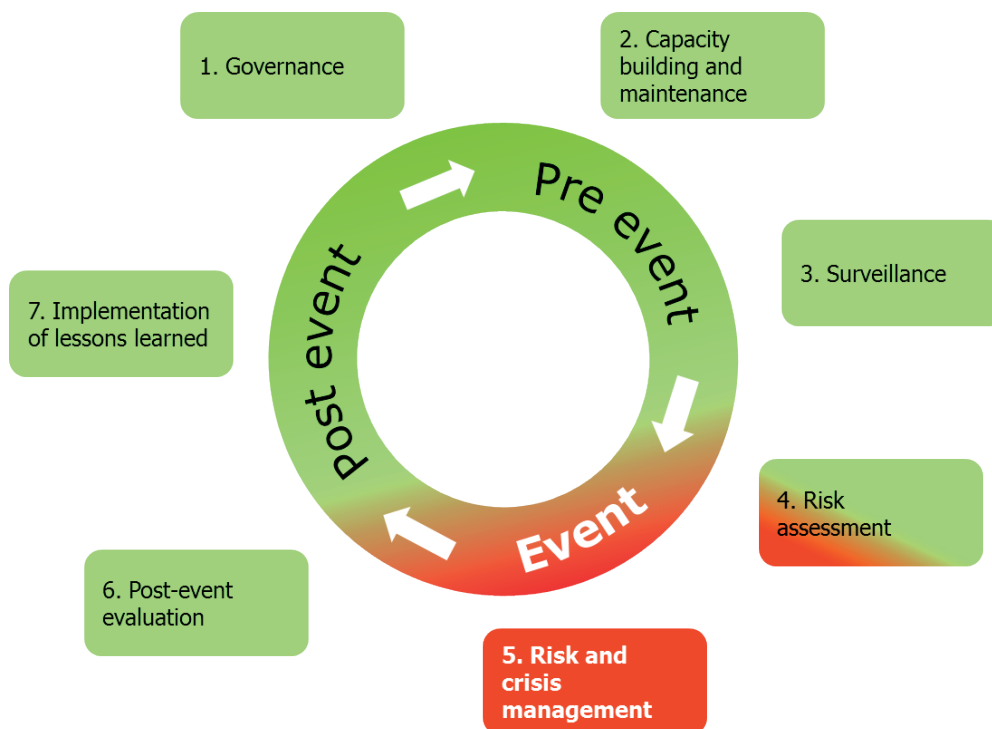 1. Governance
2. Capacity
building and
maintenance
Pre event
3. Surveillance
Post event
7. Implementation
of lessons learned
4. Risk
assessment
Event
6. Post-event
evaluation
5. Risk and
crisis
management